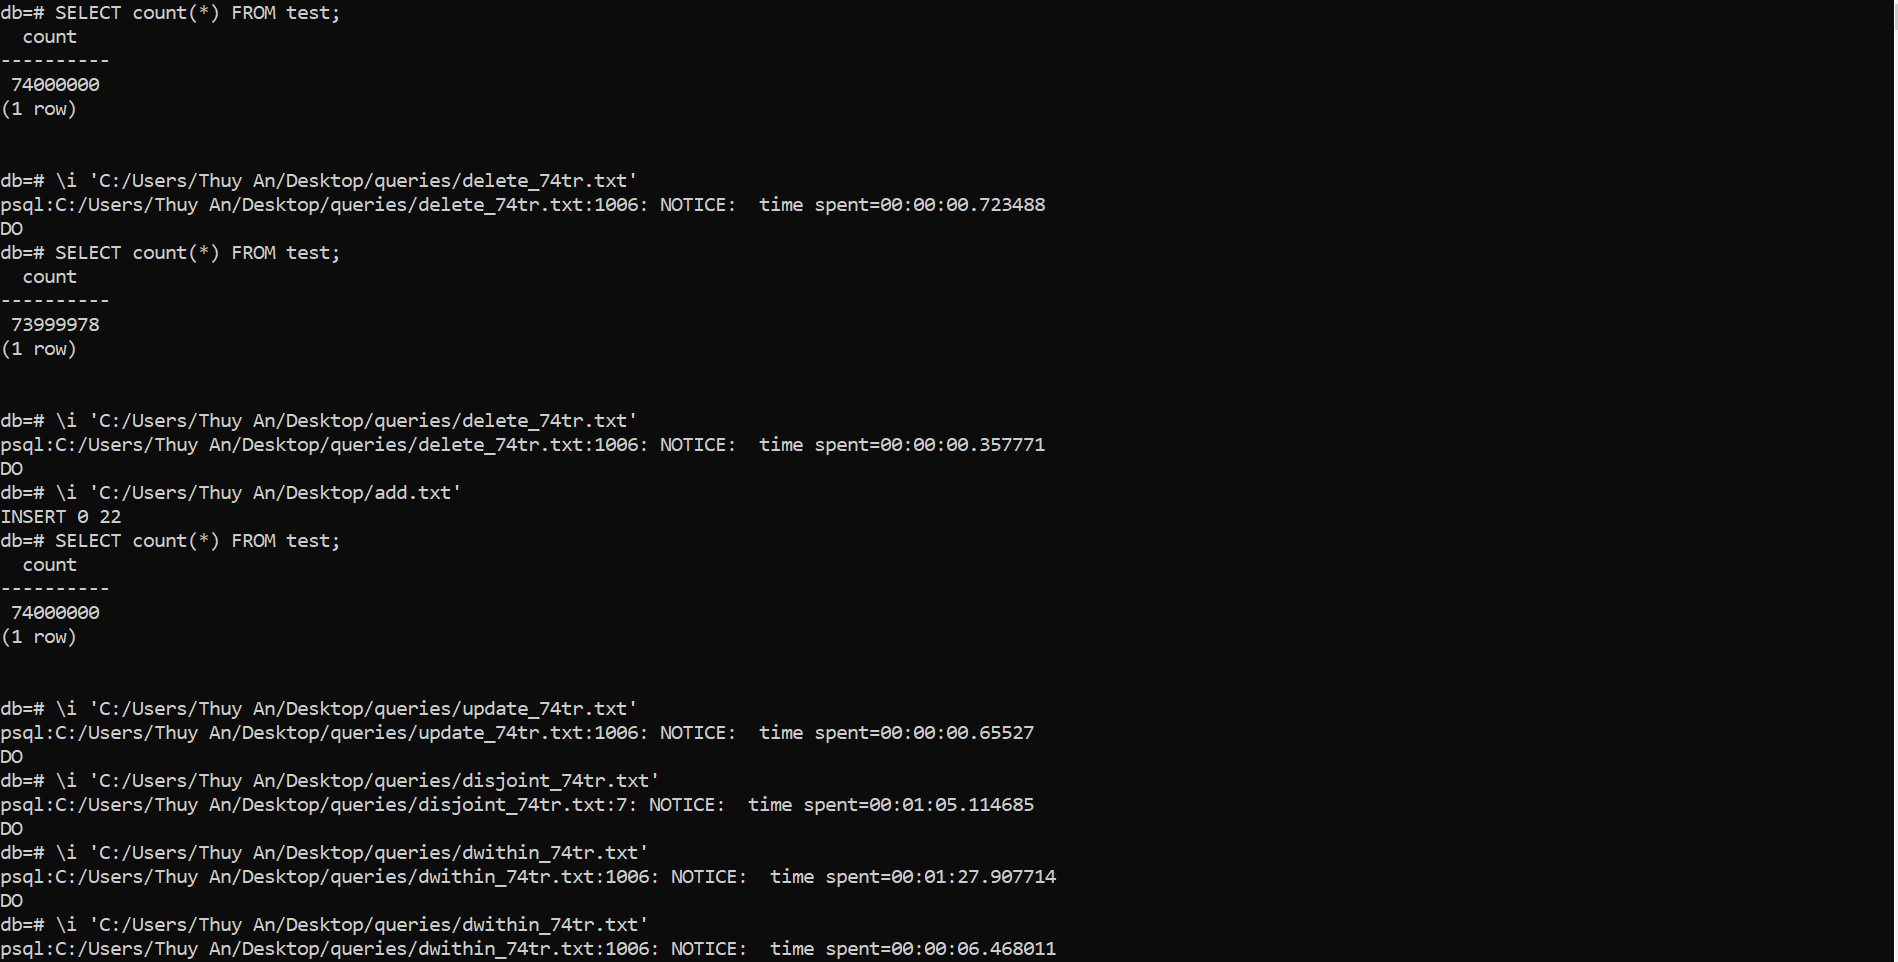 db=# SELECT count(*) FROM test;
  count
----------
 74000000
(1 row)


db=# \i 'C:/Users/Thuy An/Desktop/queries/delete_74tr.txt'
psql:C:/Users/Thuy An/Desktop/queries/delete_74tr.txt:1006: NOTICE:  time spent=00:00:00.723488
DO
db=# SELECT count(*) FROM test;
  count
----------
 73999978
(1 row)


db=# \i 'C:/Users/Thuy An/Desktop/queries/delete_74tr.txt'
psql:C:/Users/Thuy An/Desktop/queries/delete_74tr.txt:1006: NOTICE:  time spent=00:00:00.357771
DO
db=# \i 'C:/Users/Thuy An/Desktop/add.txt'
INSERT 0 22
db=# SELECT count(*) FROM test;
  count
----------
 74000000
(1 row)


db=# \i 'C:/Users/Thuy An/Desktop/queries/update_74tr.txt'
psql:C:/Users/Thuy An/Desktop/queries/update_74tr.txt:1006: NOTICE:  time spent=00:00:00.65527
DO
db=# \i 'C:/Users/Thuy An/Desktop/queries/disjoint_74tr.txt'
psql:C:/Users/Thuy An/Desktop/queries/disjoint_74tr.txt:7: NOTICE:  time spent=00:01:05.114685
DO
db=# \i 'C:/Users/Thuy An/Desktop/queries/dwithin_74tr.txt'
psql:C:/Users/Thuy An/Desktop/queries/dwithin_74tr.txt:1006: NOTICE:  time spent=00:01:27.907714
DO
db=# \i 'C:/Users/Thuy An/Desktop/queries/dwithin_74tr.txt'
psql:C:/Users/Thuy An/Desktop/queries/dwithin_74tr.txt:1006: NOTICE:  time spent=00:00:06.468011